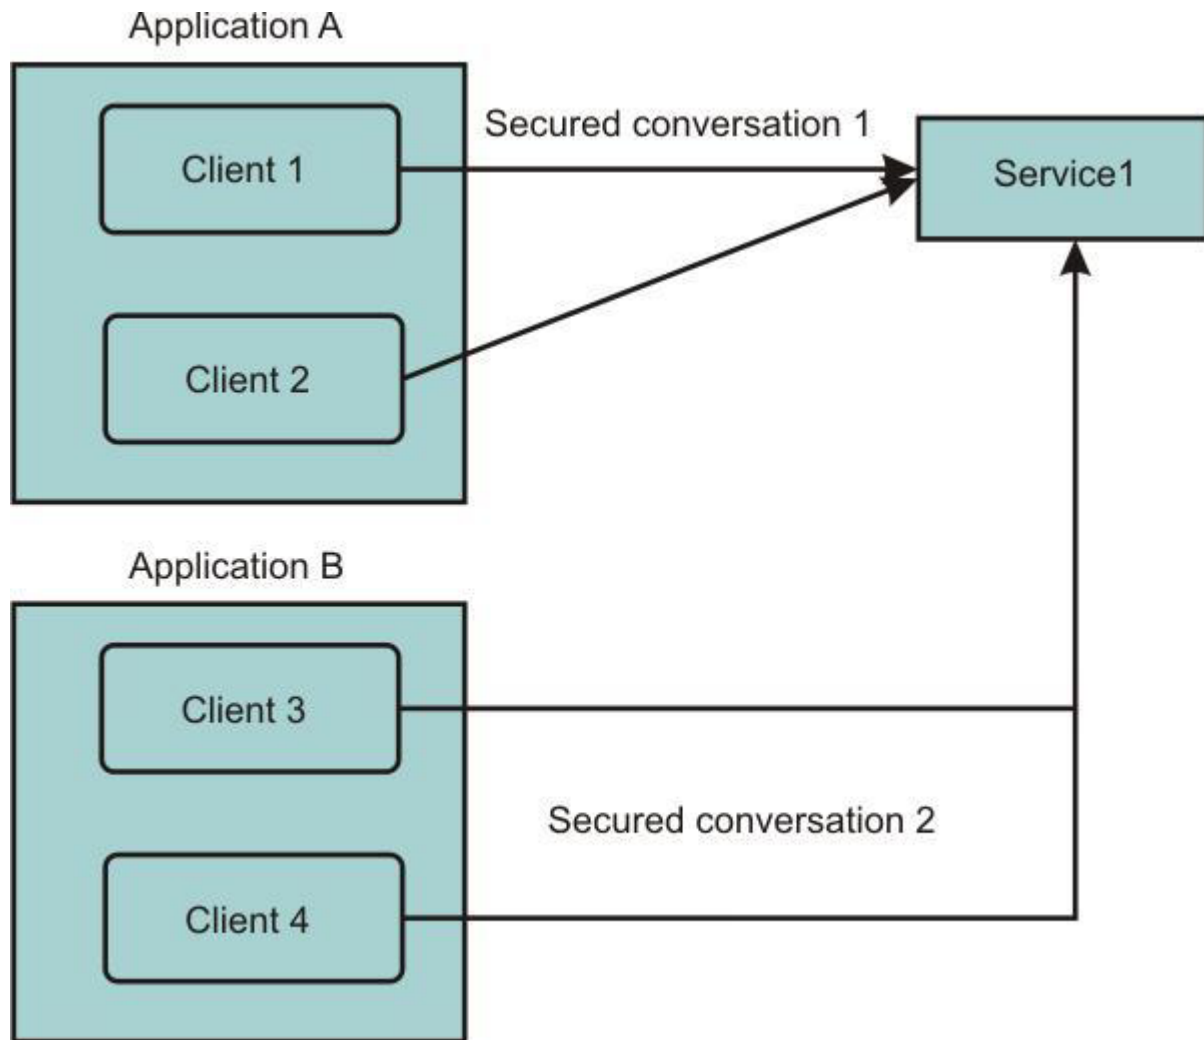 Application A
Client 1
Secured conversation 1
Service1
Client 2
Application B
Client 3
Secured conversation 2
Client 4